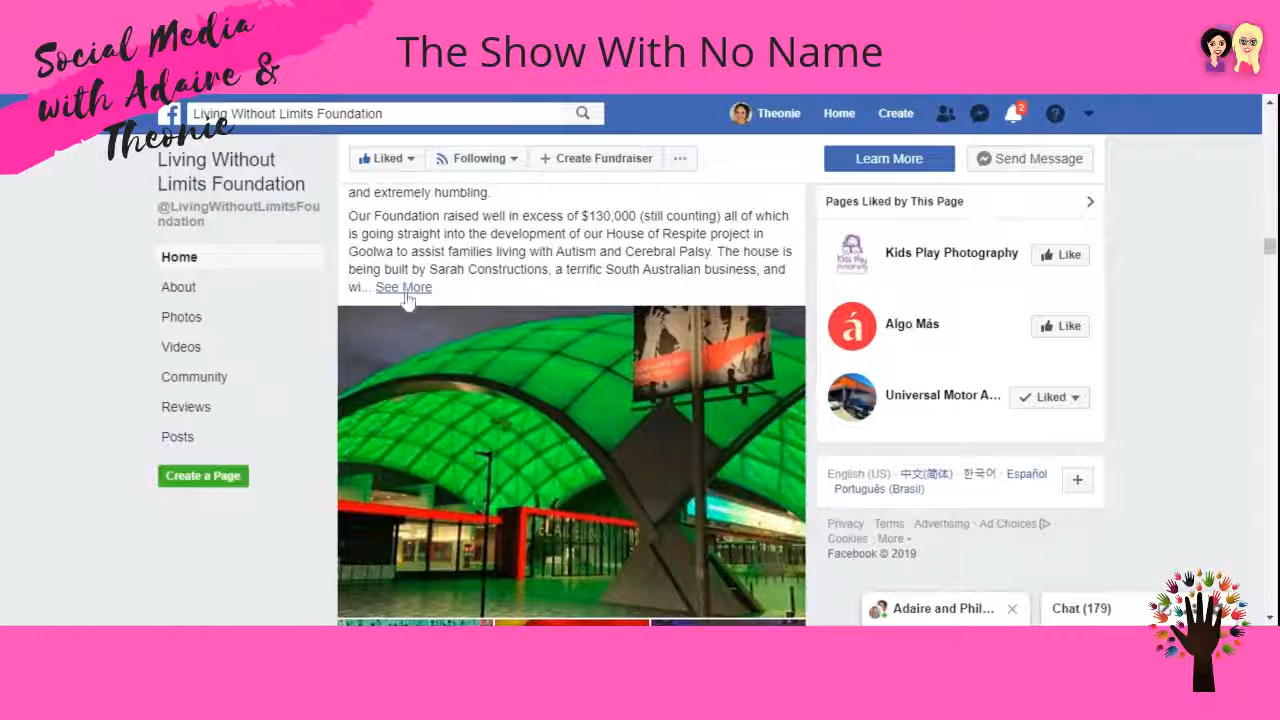 Social Media
with Adaire &
Theonie
The Show With No Name
Living Without Limits Foundation
Theonie
Home
Create
2
Living Without
Limits Foundation
@LivingWithoutLimitsFou
ndation
Home
About
Photos
Videos
Community
Reviews
Posts
Create a Page
Liked
Following
Create Fundraiser
Learn More
Send Message
and extremely humbling.
Our Foundation raised well in excess of $130,000 (still counting) all of which
is going straight into the development of our House of Respite project in
Goolwa to assist families living with Autism and Cerebral Palsy. The house is
being built by Sarah Constructions, a terrific South Australian business, and
wi... See More
Pages Liked by This Page
Kids Play Photography
Like
Algo Más
Like
Universal Motor A...
Liked
English (US) · 中文(简体) · 한국어 · Español
Português (Brasil)
Privacy · Terms · Advertising · Ad Choices
Cookies · More
Facebook © 2019
Adaire and Phil...
Chat (179)